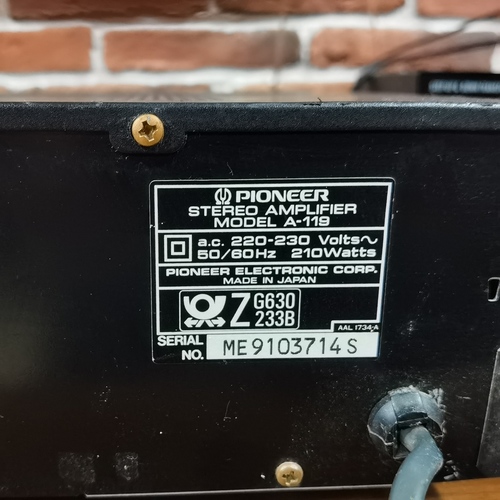 PIONEER
STEREO AMPLIFIER
MODEL A-119
a.c. 220-230 Volts~
50/60Hz 210Watts
PIONEER ELECTRONIC CORP.
MADE IN JAPAN
Z G630
233B
AAL 1734-A
SERIAL
NO. ME9103714S